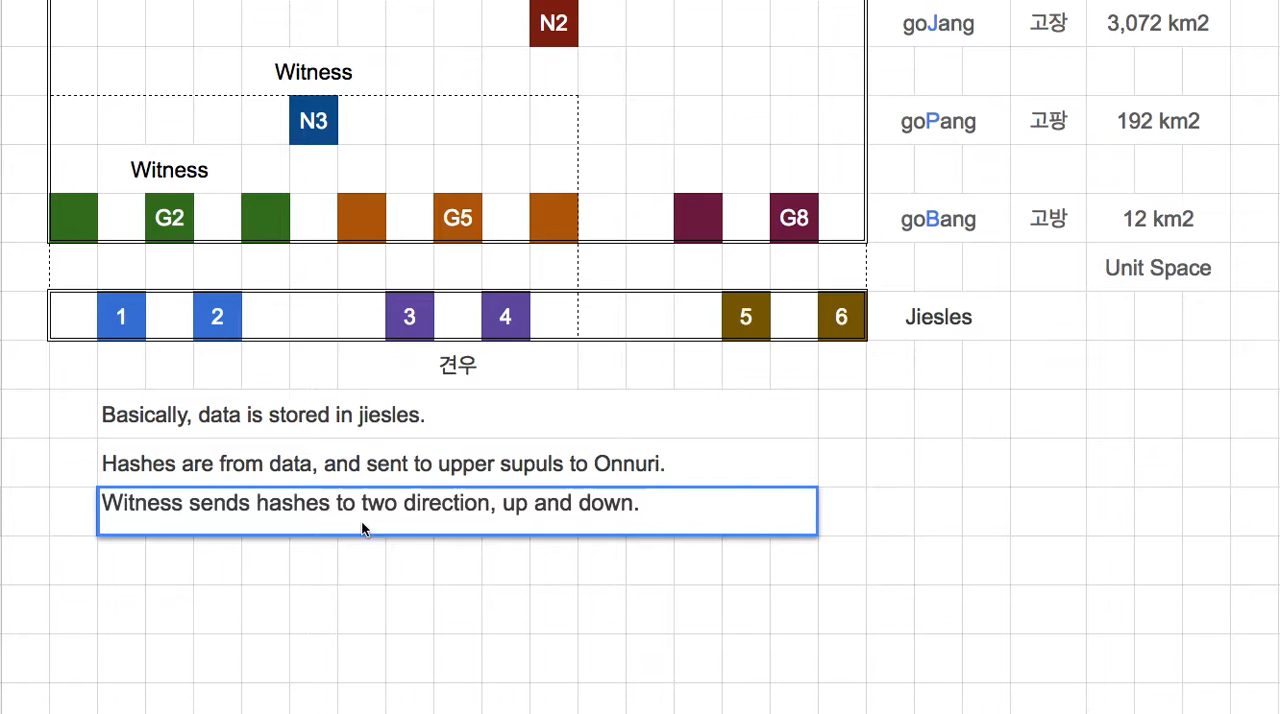 N2 goJang 고장 3,072 km2
Witness
N3 goPang 고팡 192 km2
Witness
G2 G5 G8 goBang 고방 12 km2
Unit Space
1 2 3 4 5 6 Jiesles
견우
Basically, data is stored in jiesles.
Hashes are from data, and sent to upper supuls to Onnuri.
Witness sends hashes to two direction, up and down.